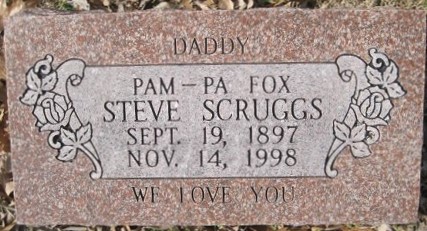 DADDY
PAM-PA FOX
STEVE SCRUGGS
SEPT. 19, 1897
NOV. 14, 1998
WE LOVE YOU